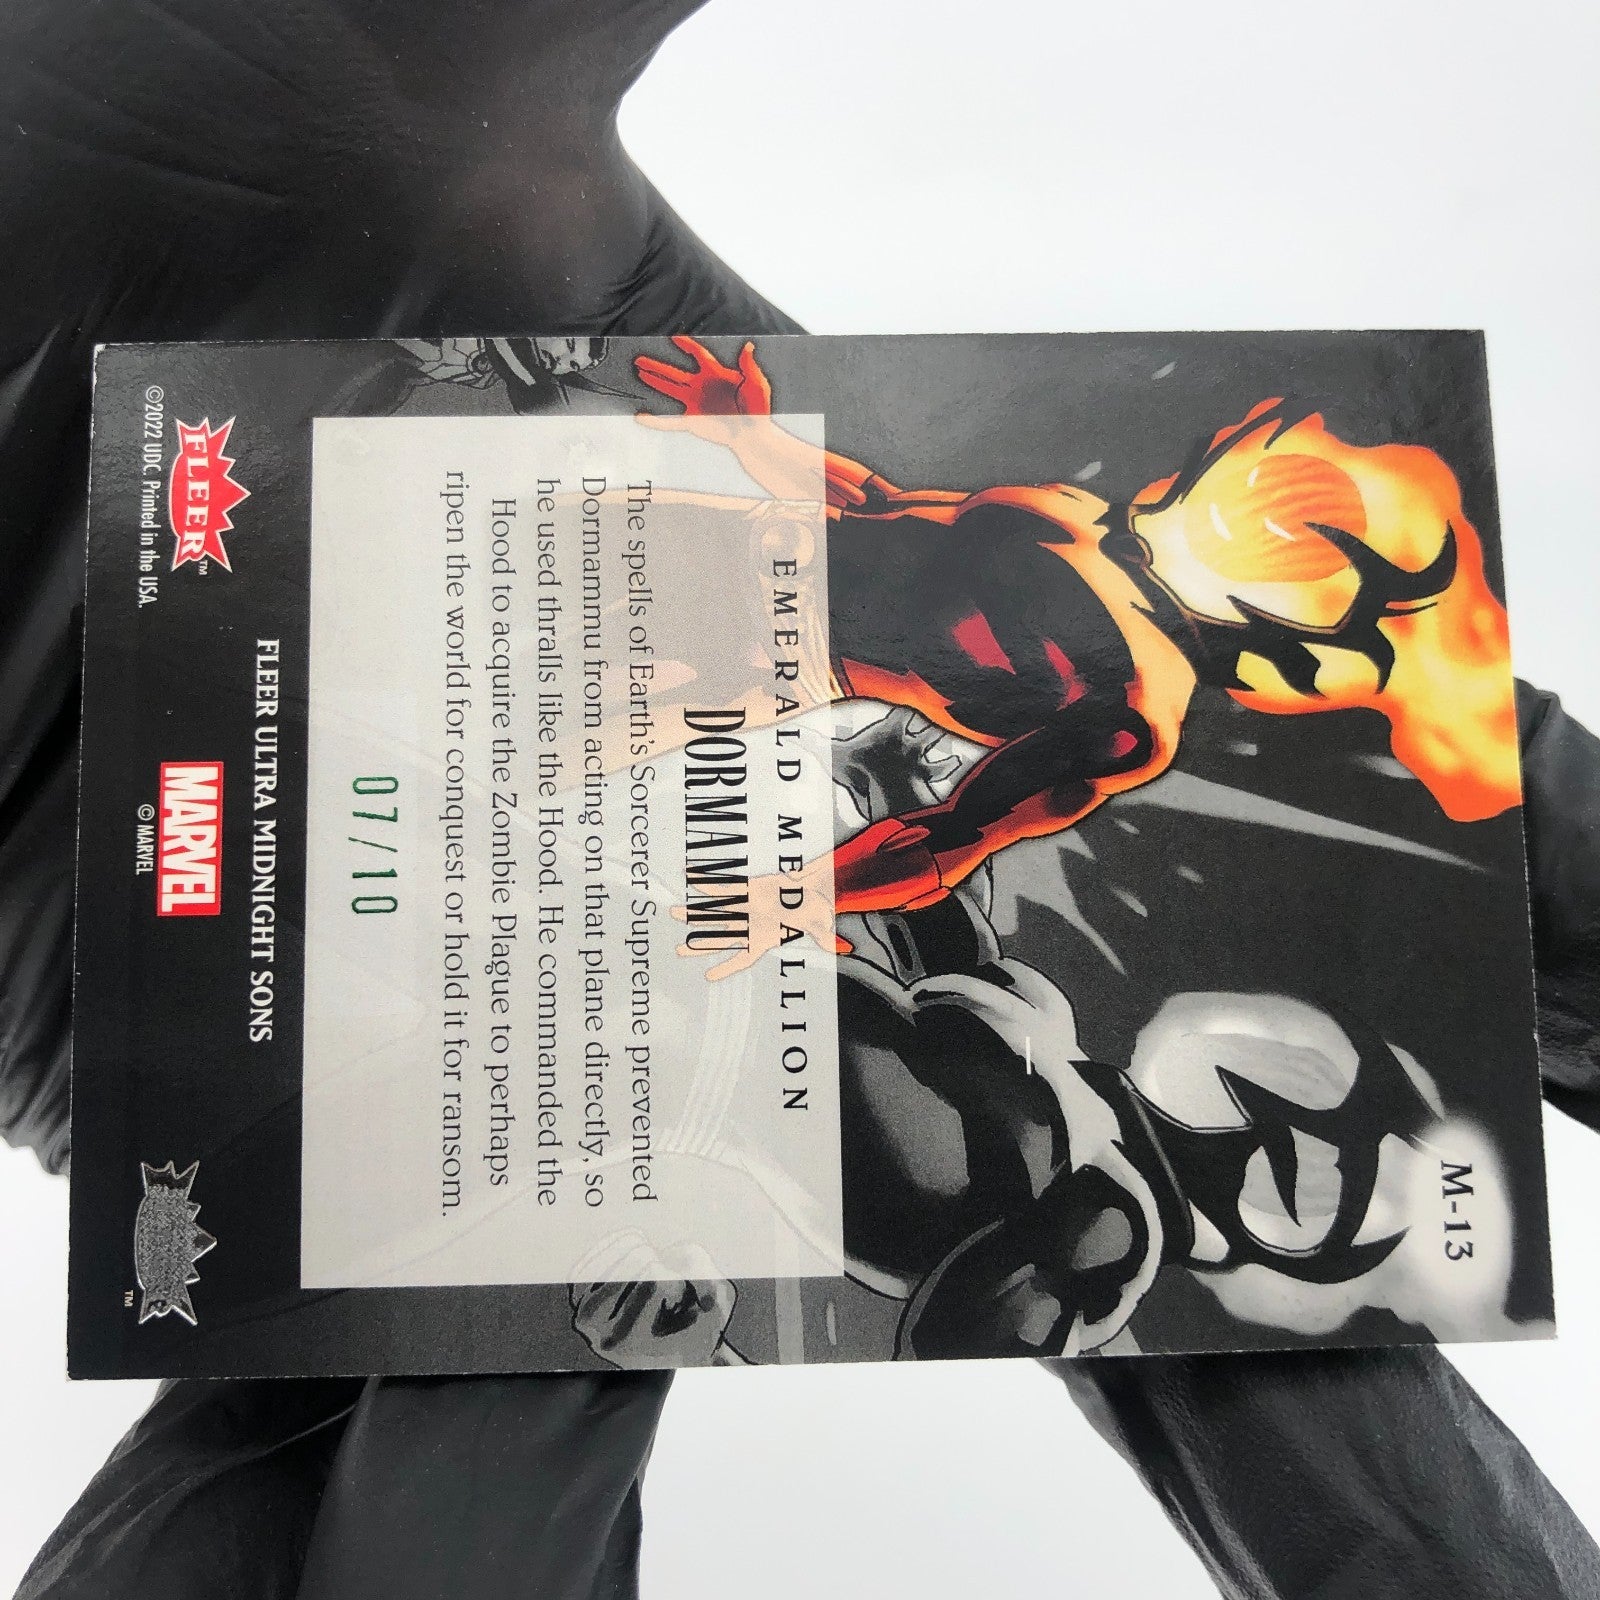 M-13
EMERALD MEDALLION
DORMAMMU
The spells of Earth's Sorcerer Supreme prevented
Dormammu from acting on that plane directly, so
he used thralls like the Hood. He commanded the
Hood to acquire the Zombie Plague to perhaps
ripen the world for conquest or hold it for ransom.
07/10
FLEER ULTRA MIDNIGHT SONS
FLEER™
MARVEL
™
©2022 UDC. Printed in the USA.
© MARVEL